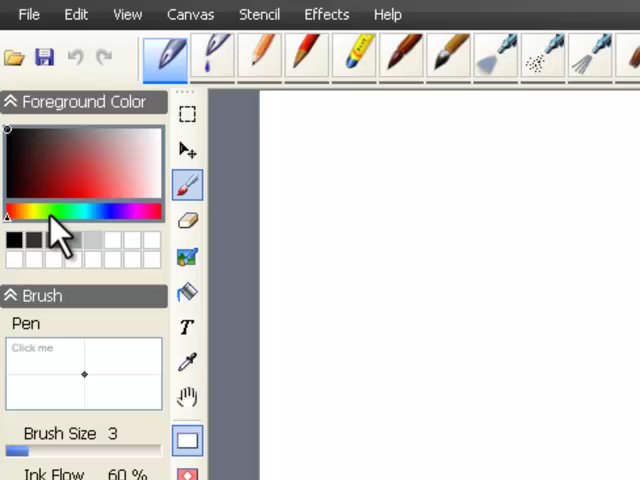 File Edit View Canvas Stencil Effects Help
Foreground Color
Brush
Pen
Click me
Brush Size 3
Ink Flow 60 %